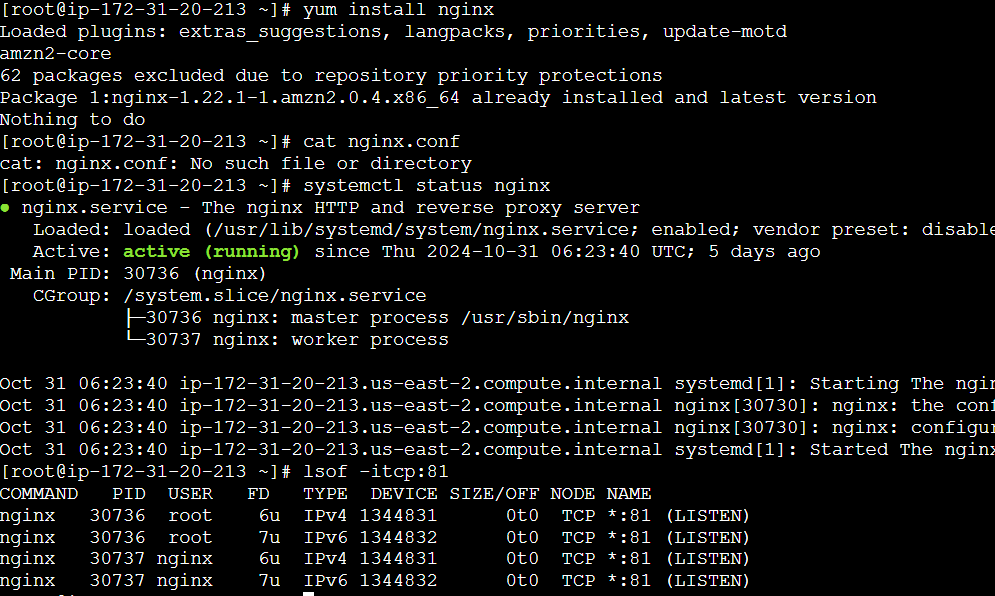 [root@ip-172-31-20-213 ~]# yum install nginx
Loaded plugins: extras_suggestions, langpacks, priorities, update-motd
amzn2-core
62 packages excluded due to repository priority protections
Package 1:nginx-1.22.1-1.amzn2.0.4.x86_64 already installed and latest version
Nothing to do
[root@ip-172-31-20-213 ~]# cat nginx.conf
cat: nginx.conf: No such file or directory
[root@ip-172-31-20-213 ~]# systemctl status nginx
● nginx.service - The nginx HTTP and reverse proxy server
   Loaded: loaded (/usr/lib/systemd/system/nginx.service; enabled; vendor preset: disable
   Active: active (running) since Thu 2024-10-31 06:23:40 UTC; 5 days ago
 Main PID: 30736 (nginx)
   CGroup: /system.slice/nginx.service
           ├─30736 nginx: master process /usr/sbin/nginx
           └─30737 nginx: worker process
Oct 31 06:23:40 ip-172-31-20-213.us-east-2.compute.internal systemd[1]: Starting The ngin
Oct 31 06:23:40 ip-172-31-20-213.us-east-2.compute.internal nginx[30730]: nginx: the conf
Oct 31 06:23:40 ip-172-31-20-213.us-east-2.compute.internal nginx[30730]: nginx: configur
Oct 31 06:23:40 ip-172-31-20-213.us-east-2.compute.internal systemd[1]: Started The nginx
[root@ip-172-31-20-213 ~]# lsof -itcp:81
COMMAND   PID  USER   FD   TYPE  DEVICE SIZE/OFF NODE NAME
nginx   30736  root    6u  IPv4 1344831      0t0  TCP *:81 (LISTEN)
nginx   30736  root    7u  IPv6 1344832      0t0  TCP *:81 (LISTEN)
nginx   30737 nginx    6u  IPv4 1344831      0t0  TCP *:81 (LISTEN)
nginx   30737 nginx    7u  IPv6 1344832      0t0  TCP *:81 (LISTEN)